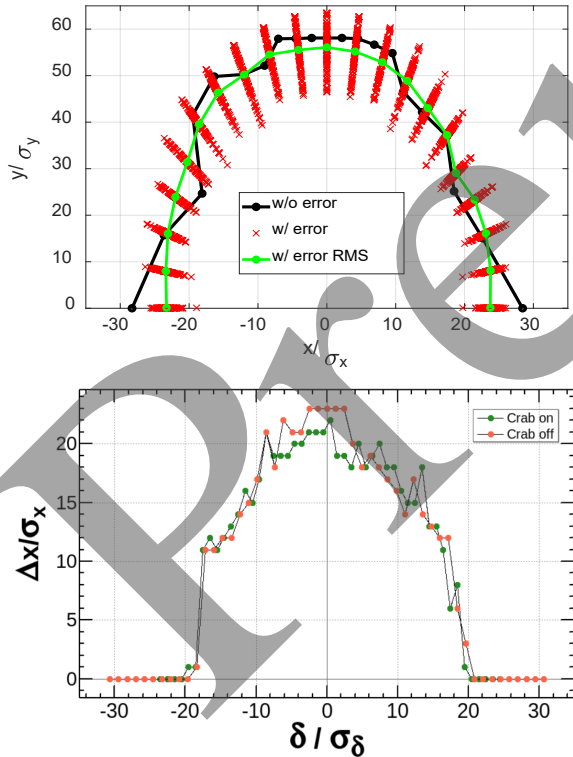 60
50
40
30
20
10
0
y/ σy
w/o error
w/ error
w/ error RMS
-30 -20 -10 0 10 20 30
x/ σx
Crab on
Crab off
20
15
10
5
0
Δx/σx
-30 -20 -10 0 10 20 30
δ / σδ
Pre